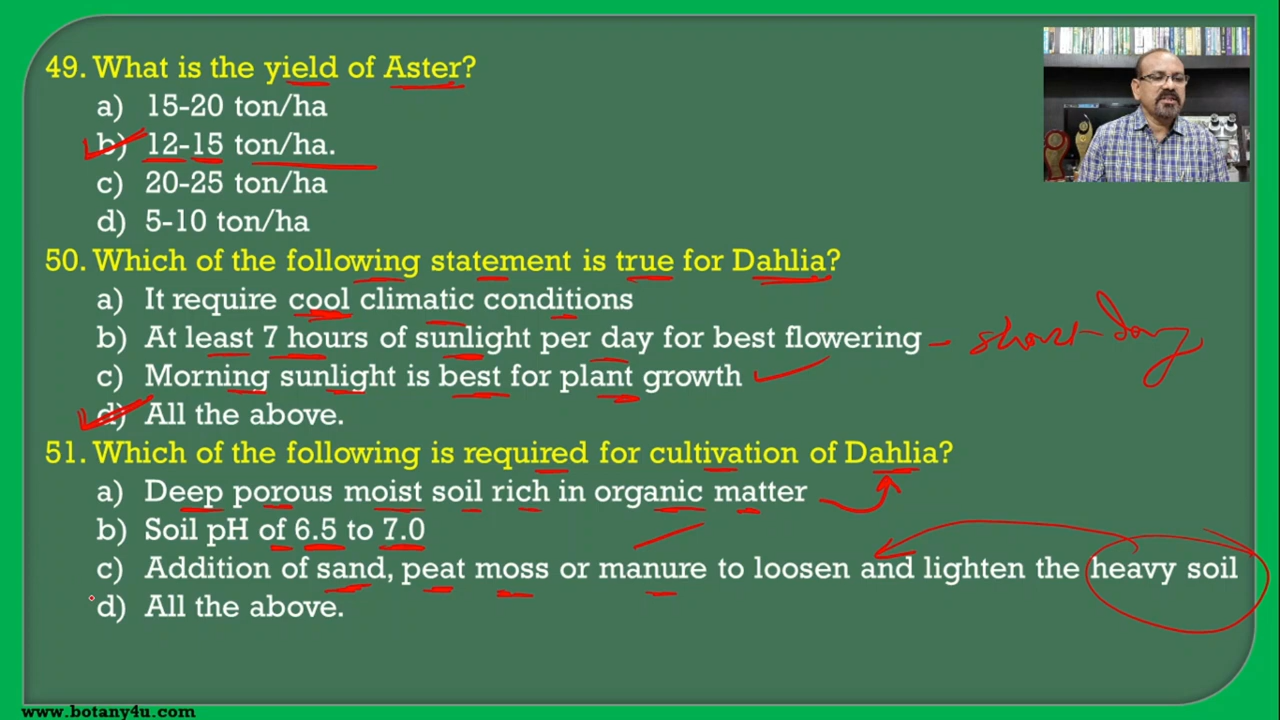 49. What is the yield of Aster?
a) 15-20 ton/ha
b) 12-15 ton/ha.
c) 20-25 ton/ha
d) 5-10 ton/ha
50. Which of the following statement is true for Dahlia?
a) It require cool climatic conditions
b) At least 7 hours of sunlight per day for best flowering – short-day
c) Morning sunlight is best for plant growth
d) All the above.
51. Which of the following is required for cultivation of Dahlia?
a) Deep porous moist soil rich in organic matter
b) Soil pH of 6.5 to 7.0
c) Addition of sand, peat moss or manure to loosen and lighten the heavy soil
d) All the above.
www.botany4u.com